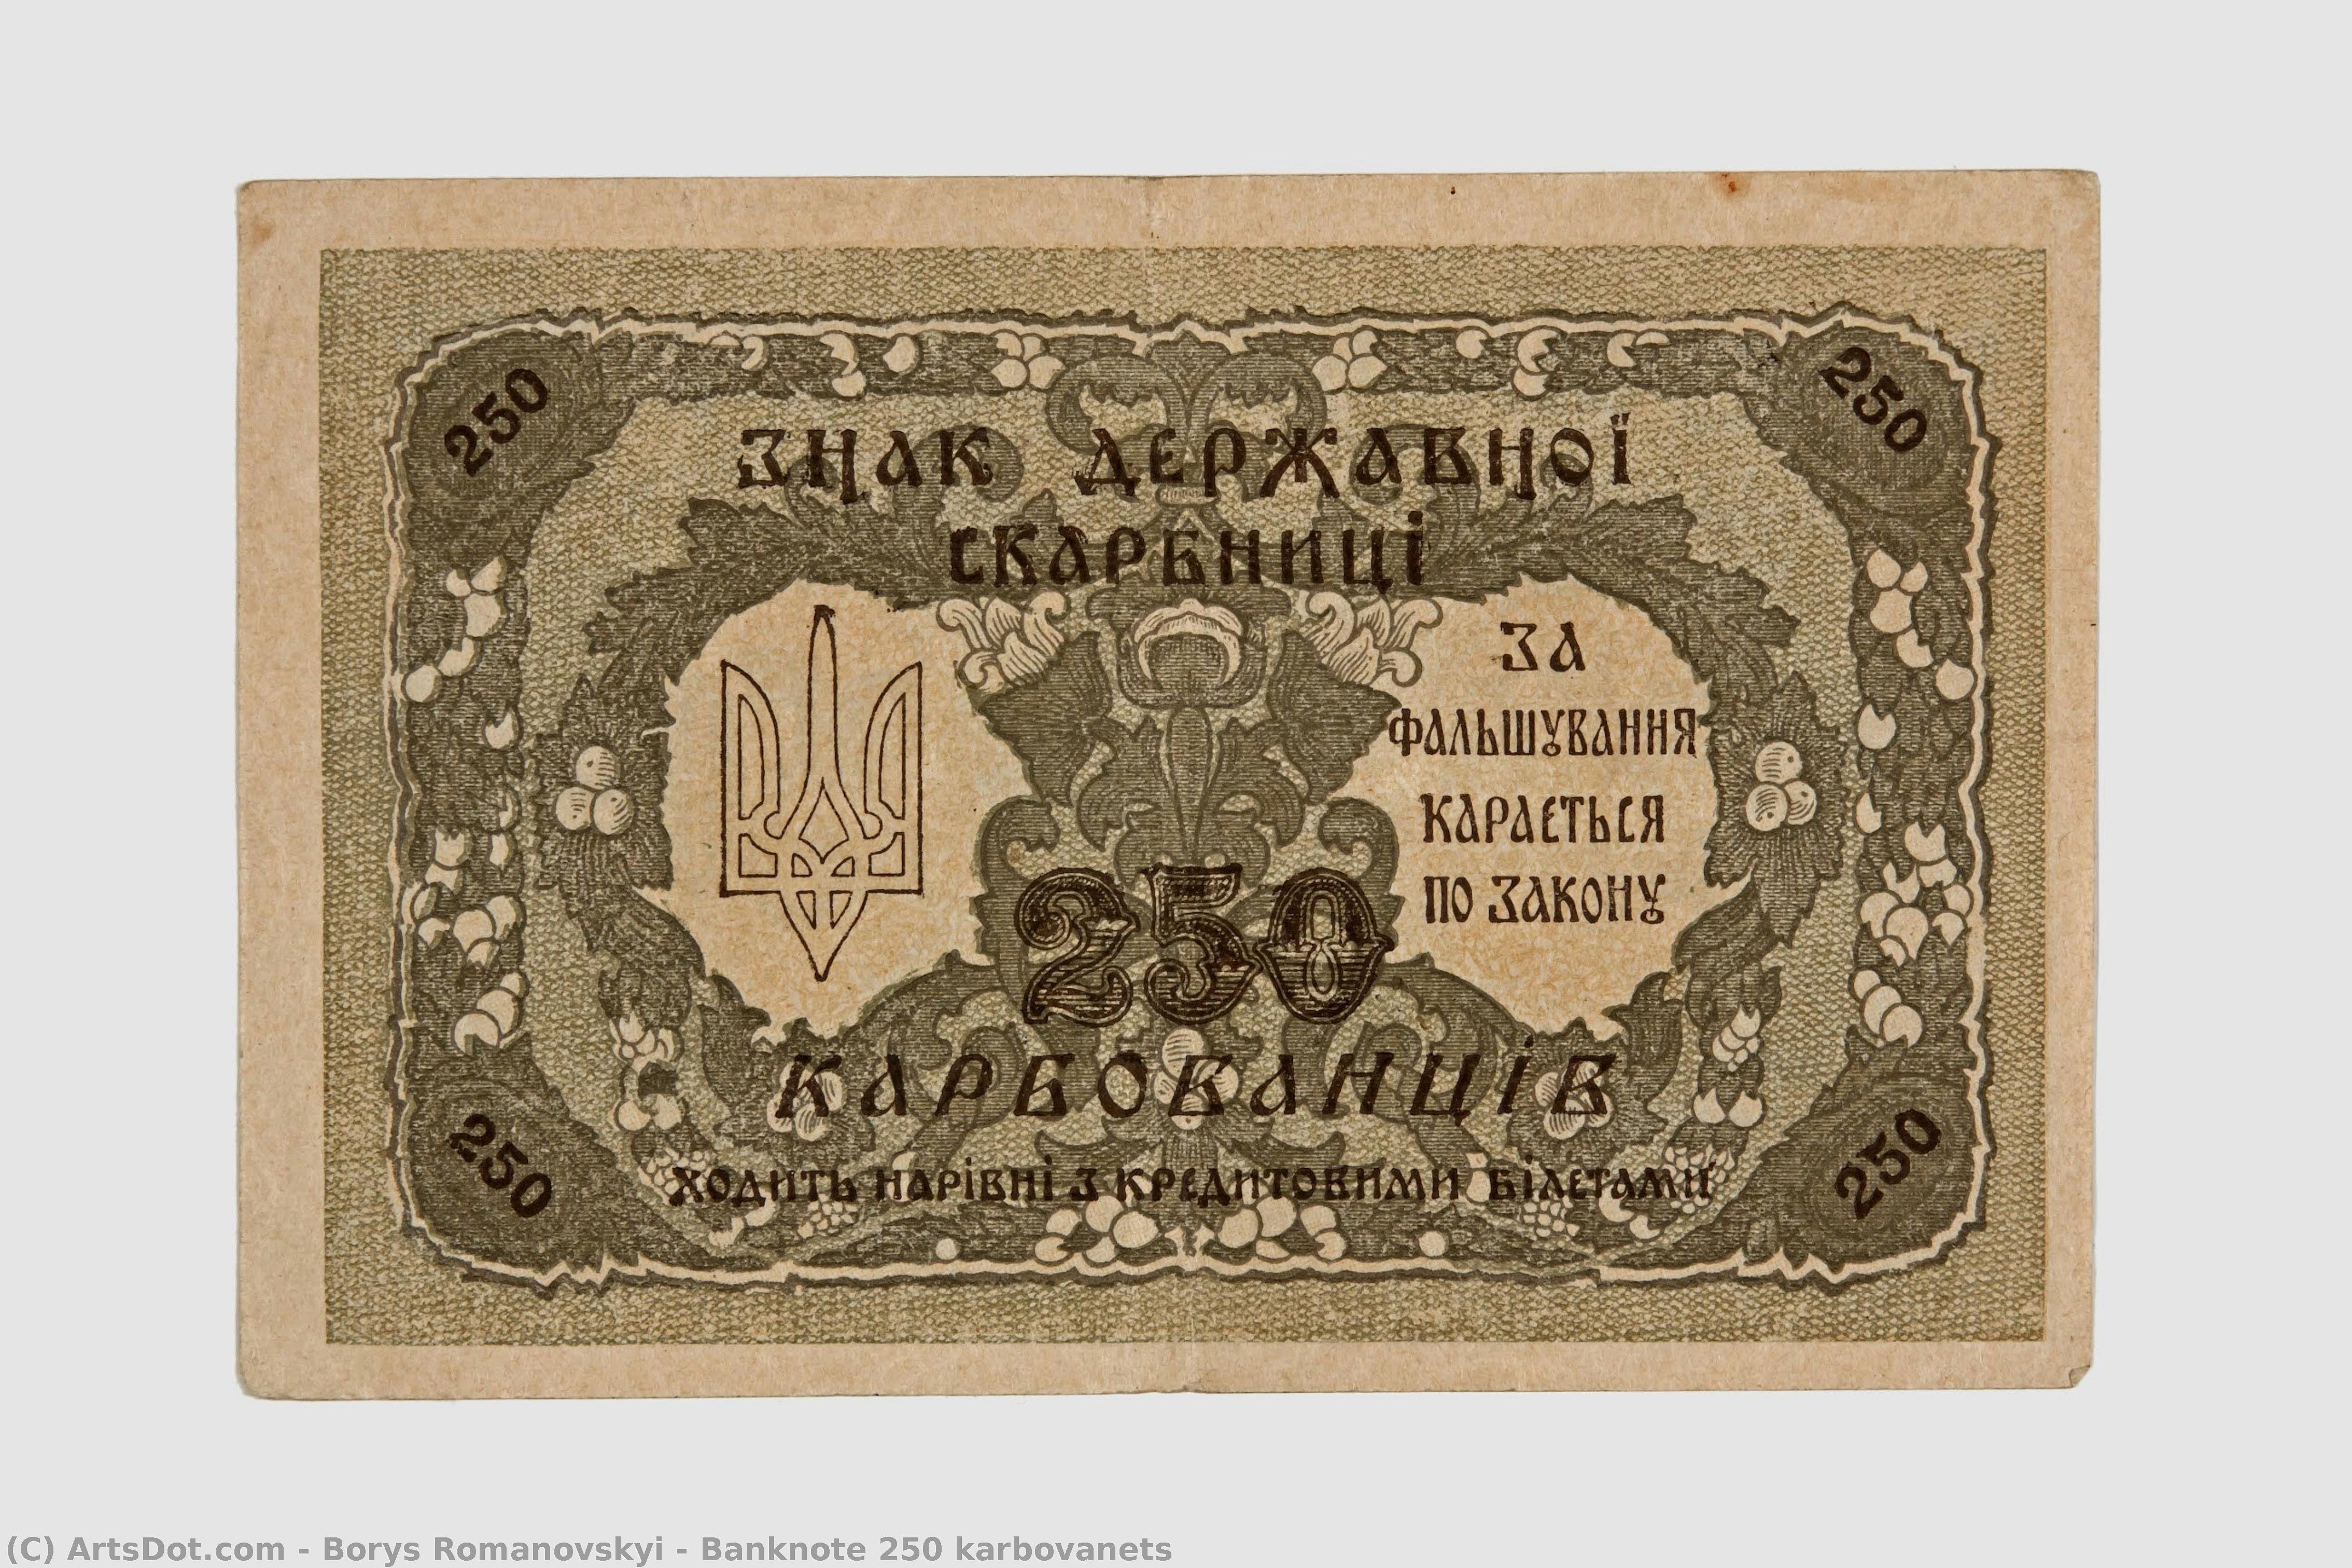 250
250
ЗНАК ДЕРЖАВНОЇ
СКАРБНИЦІ
ЗА
ФАЛЬШУВАННЯ
КАРАЄТЬСЯ
ПО ЗАКОНУ
250
КАРБОВАНЦІВ
ХОДИТЬ НАРІВНІ З КРЕДИТОВИМИ БІЛЕТАМИ
250
250
(C) ArtsDot.com - Borys Romanovskyi - Banknote 250 karbovanets